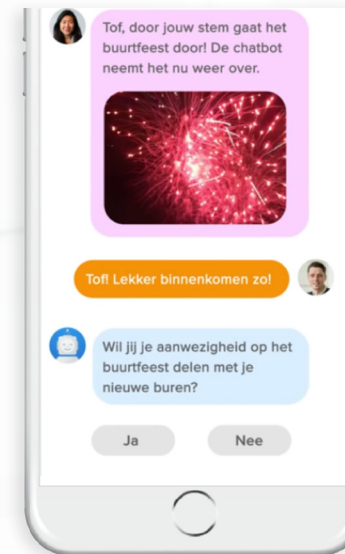 Tof, door jouw stem gaat het
buurtfeest door! De chatbot
neemt het nu weer over.
Tof! Lekker binnenkomen zo!
Wil jij je aanwezigheid op het
buurtfeest delen met je
nieuwe buren?
Ja
Nee